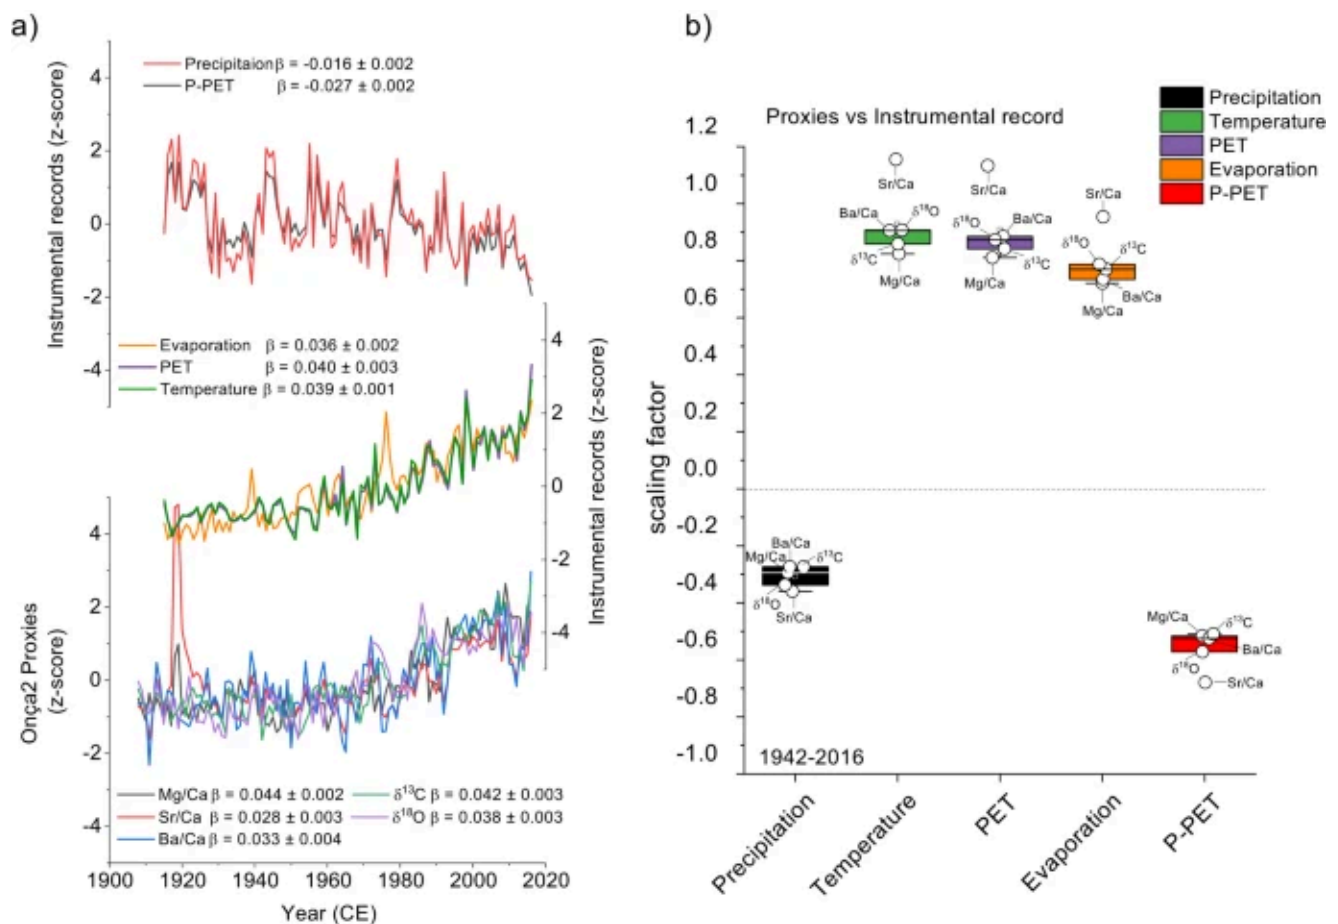 a)
Precipitaion β = -0.016 ± 0.002
P-PET β = -0.027 ± 0.002
4
2
0
-2
-4
Instrumental records (z-score)
Evaporation β = 0.036 ± 0.002
PET β = 0.040 ± 0.003
Temperature β = 0.039 ± 0.001
4
2
0
-2
-4
Instrumental records (z-score)
4
2
0
-2
-4
Onça2 Proxies
(z-score)
Mg/Ca β = 0.044 ± 0.002
Sr/Ca β = 0.028 ± 0.003
Ba/Ca β = 0.033 ± 0.004
δ¹³C β = 0.042 ± 0.003
δ¹⁸O β = 0.038 ± 0.003
1900 1920 1940 1960 1980 2000 2020
Year (CE)
b)
Precipitation
Temperature
PET
Evaporation
P-PET
Proxies vs Instrumental record
1.2
1.0
0.8
0.6
0.4
0.2
0.0
-0.2
-0.4
-0.6
-0.8
-1.0
scaling factor
Ba/Ca
Mg/Ca
δ¹³C
δ¹⁸O
Sr/Ca
Sr/Ca
Ba/Ca
δ¹⁸O
δ¹³C
Mg/Ca
Sr/Ca
δ¹⁸O
Ba/Ca
δ¹³C
Mg/Ca
Sr/Ca
δ¹⁸O
δ¹³C
Ba/Ca
Mg/Ca
Mg/Ca
δ¹³C
Ba/Ca
δ¹⁸O
Sr/Ca
1942-2016
Precipitation
Temperature
PET
Evaporation
P-PET